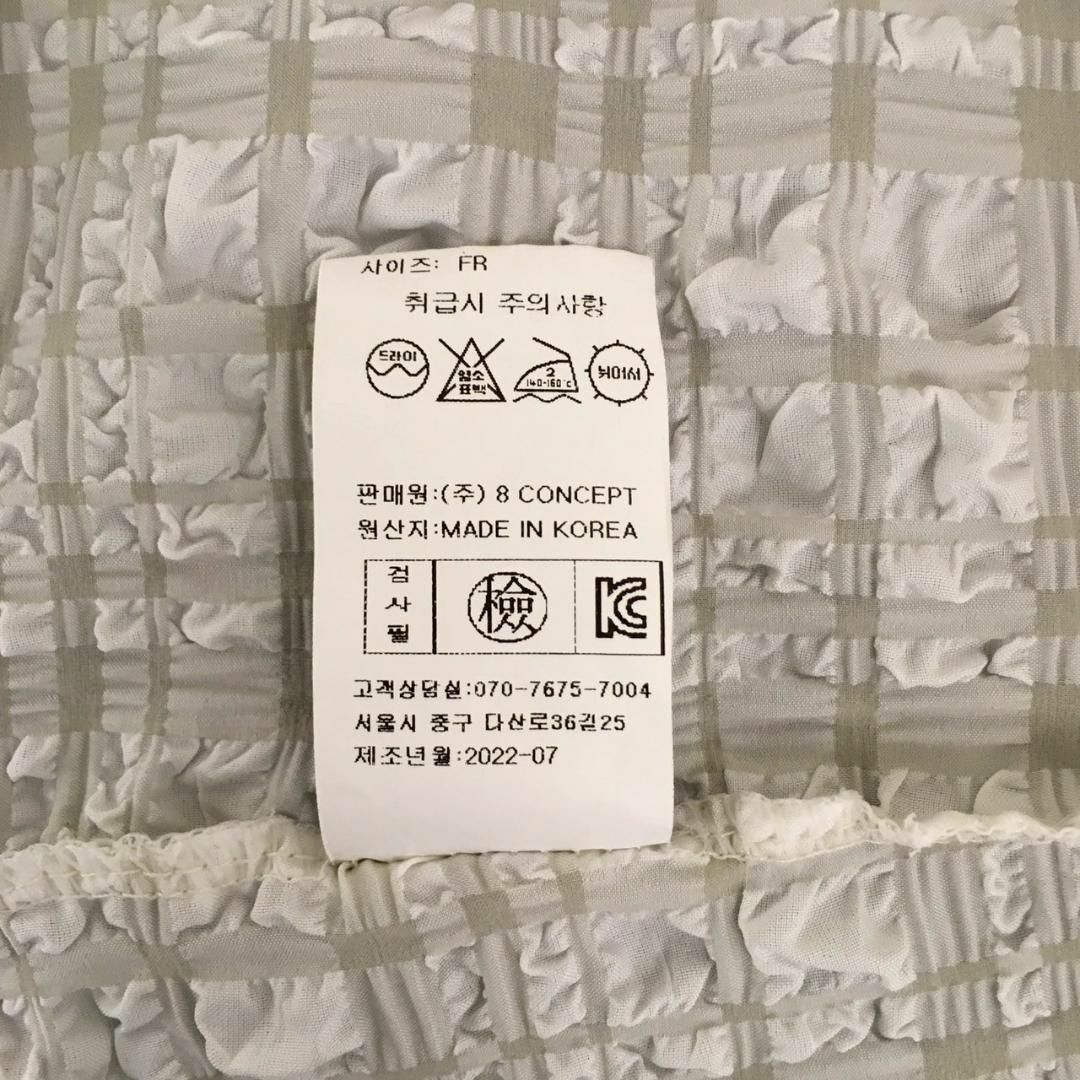 사이즈: FR
취급시 주의사항
드라이
염소
표백
2
140-160°C
뉘어서
판매원:(주) 8 CONCEPT
원산지:MADE IN KOREA
검
사
필
檢
KC
고객상담실:070-7675-7004
서울시 중구 다산로36길25
제조년월:2022-07